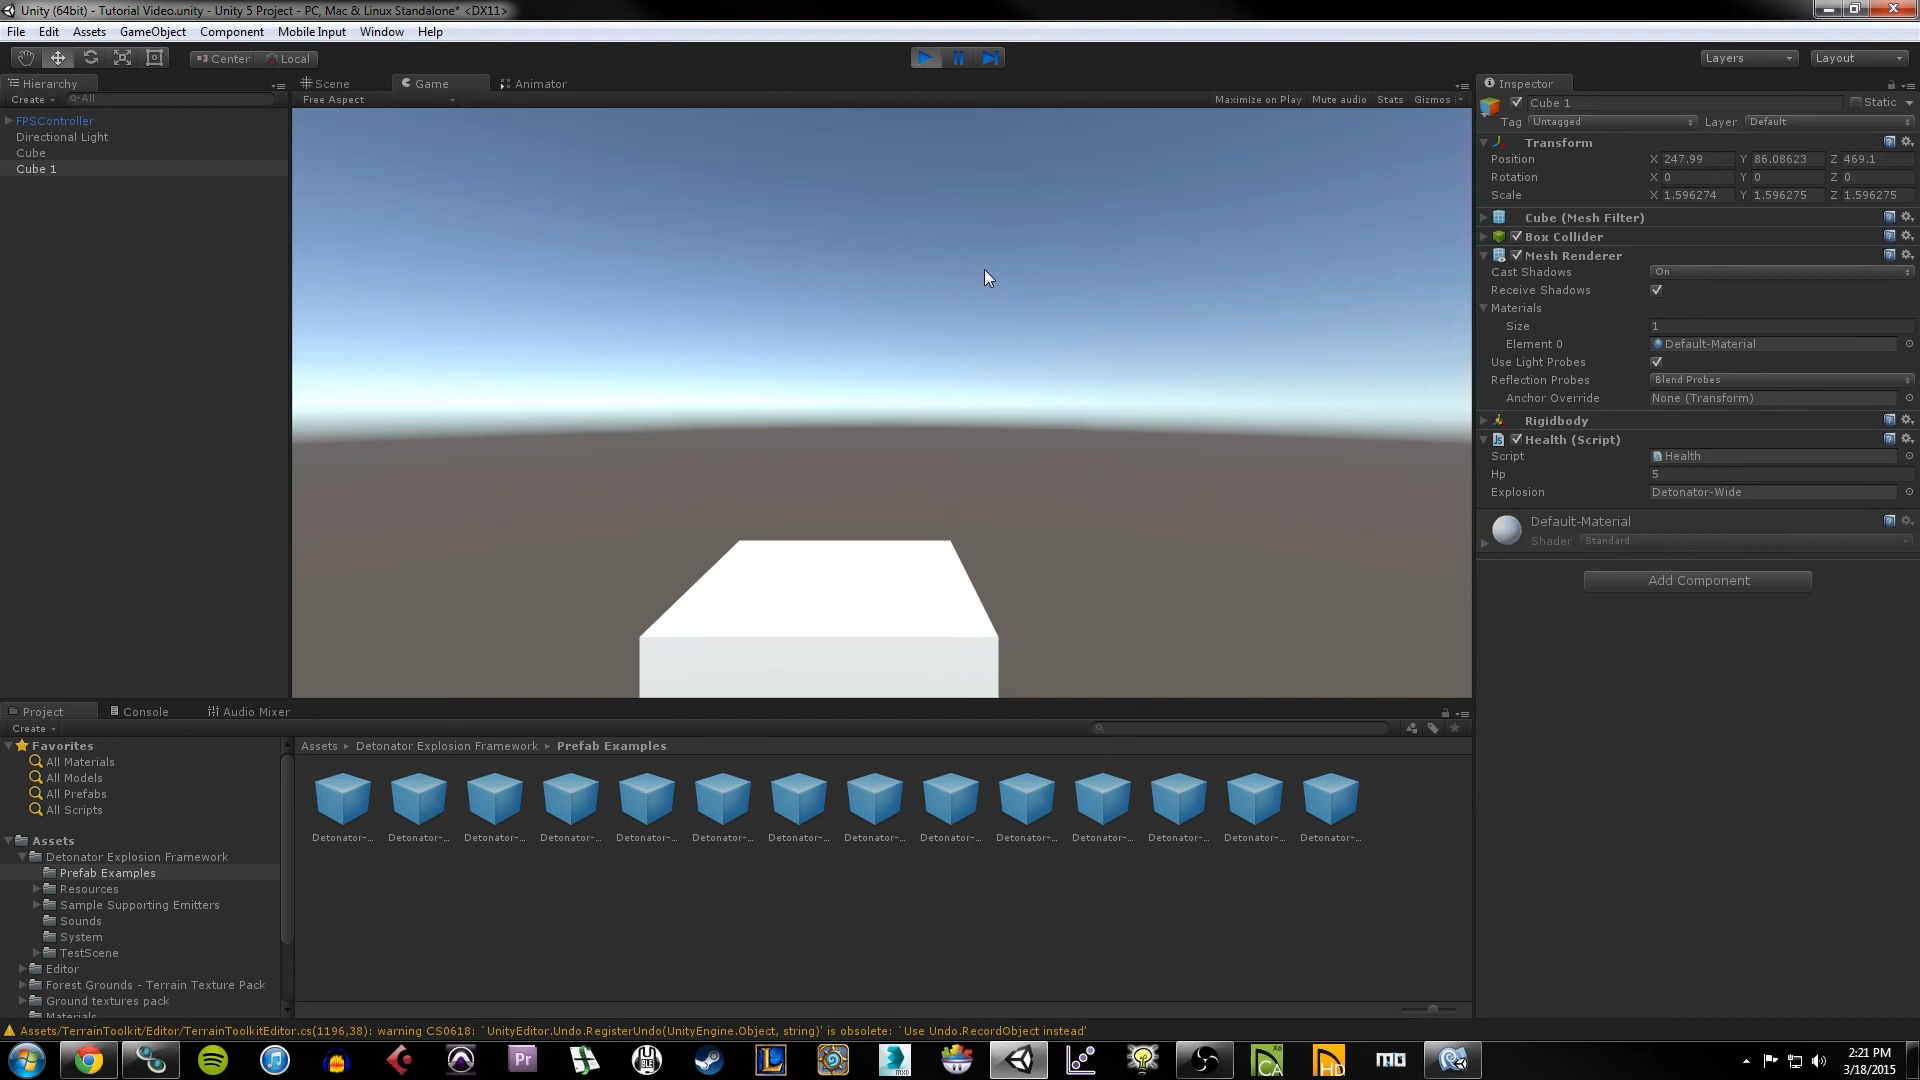 Unity (64bit) - Tutorial Video.unity - Unity 5 Project - PC, Mac & Linux Standalone* <DX11>
File Edit Assets GameObject Component Mobile Input Window Help
Center Local Layers Layout
Hierarchy
Create All
FPSController
Directional Light
Cube
Cube 1
Scene Game Animator
Free Aspect Maximize on Play Mute audio Stats Gizmos
Inspector
Cube 1 Static
Tag Untagged Layer Default
Transform
Position X 247.99 Y 86.08623 Z 469.1
Rotation X 0 Y 0 Z 0
Scale X 1.596274 Y 1.596275 Z 1.596275
Cube (Mesh Filter)
Box Collider
Mesh Renderer
Cast Shadows On
Receive Shadows
Materials
Size 1
Element 0 Default-Material
Use Light Probes
Reflection Probes Blend Probes
Anchor Override None (Transform)
Rigidbody
Health (Script)
Script Health
Hp 5
Explosion Detonator-Wide
Default-Material
Shader Standard
Add Component
Project Console Audio Mixer
Create
Favorites
All Materials
All Models
All Prefabs
All Scripts
Assets
Detonator Explosion Framework
Prefab Examples
Resources
Sample Supporting Emitters
Sounds
System
TestScene
Editor
Forest Grounds - Terrain Texture Pack
Ground textures pack
Materials
Assets Detonator Explosion Framework Prefab Examples
Detonator-... Detonator-... Detonator-... Detonator-... Detonator-... Detonator-... Detonator-... Detonator-... Detonator-... Detonator-... Detonator-... Detonator-... Detonator-... Detonator-...
Assets/TerrainToolkit/Editor/TerrainToolkitEditor.cs(1196,38): warning CS0618: `UnityEditor.Undo.RegisterUndo(UnityEngine.Object, string)' is obsolete: `Use Undo.RecordObject instead'
Pr L CA X6 HD
2:21 PM
3/18/2015